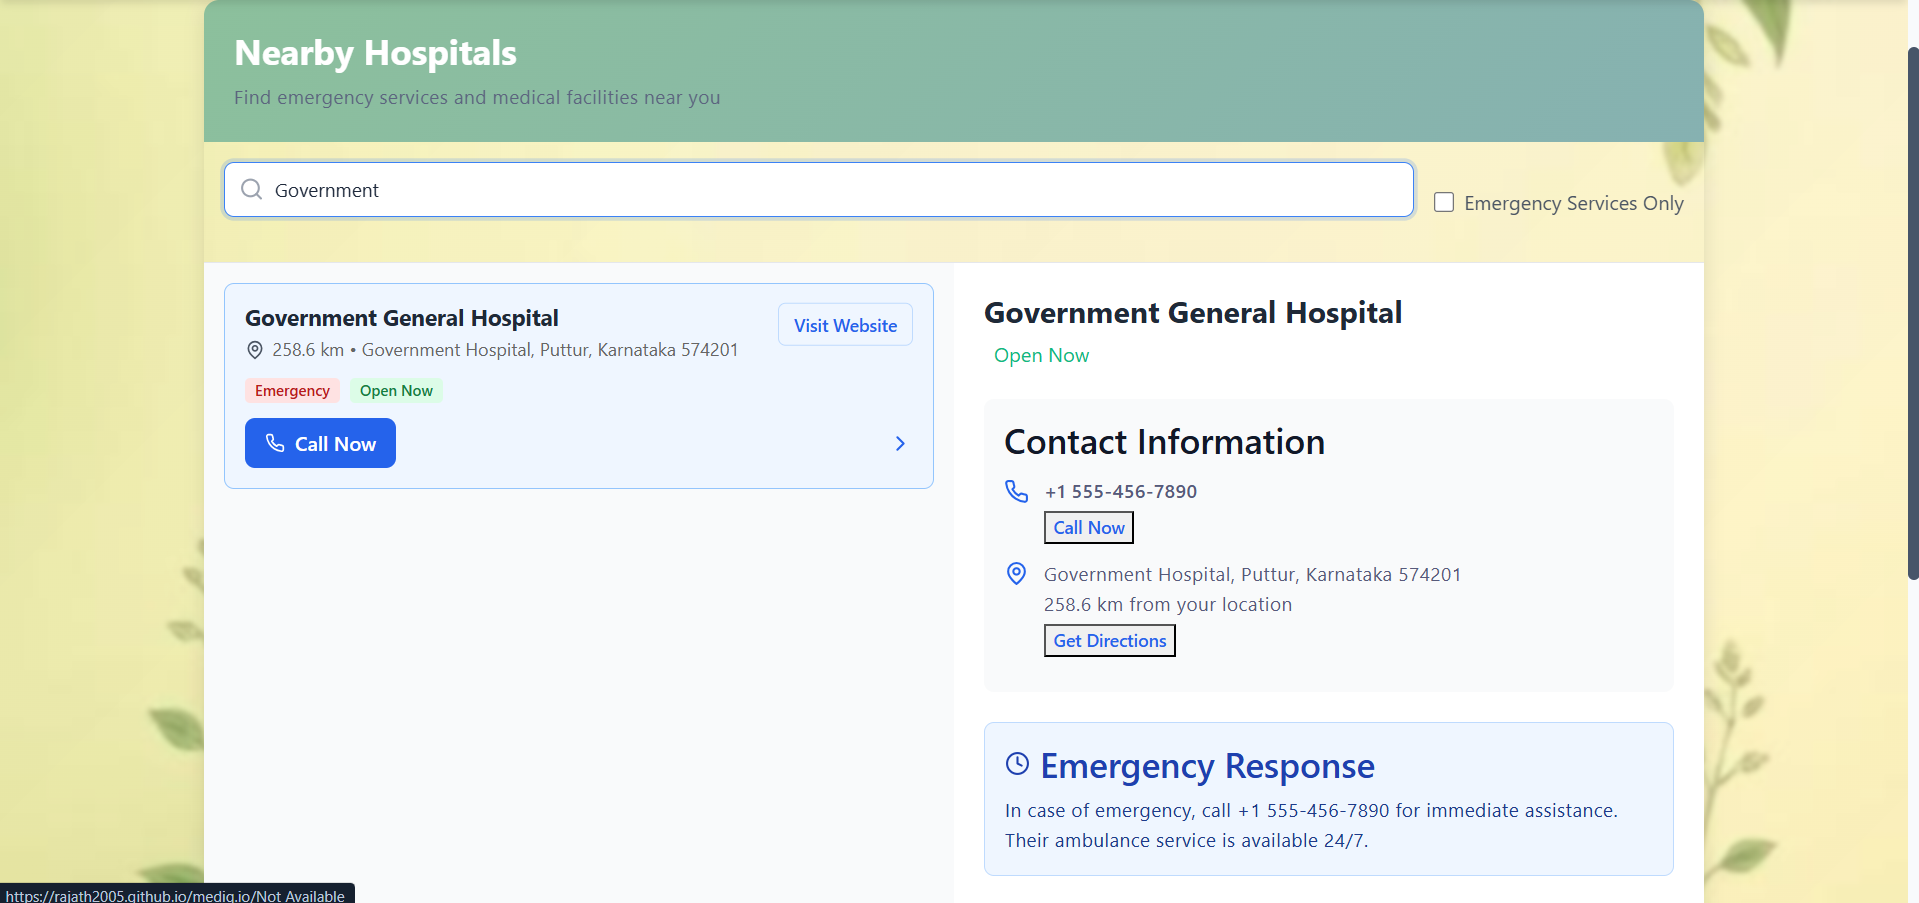 Nearby Hospitals
Find emergency services and medical facilities near you
Government
Emergency Services Only
Government General Hospital
Visit Website
258.6 km • Government Hospital, Puttur, Karnataka 574201
Emergency
Open Now
Call Now
Government General Hospital
Open Now
Contact Information
+1 555-456-7890
Call Now
Government Hospital, Puttur, Karnataka 574201
258.6 km from your location
Get Directions
Emergency Response
In case of emergency, call +1 555-456-7890 for immediate assistance.
Their ambulance service is available 24/7.
https://rajath2005.github.io/mediq.io/Not Available